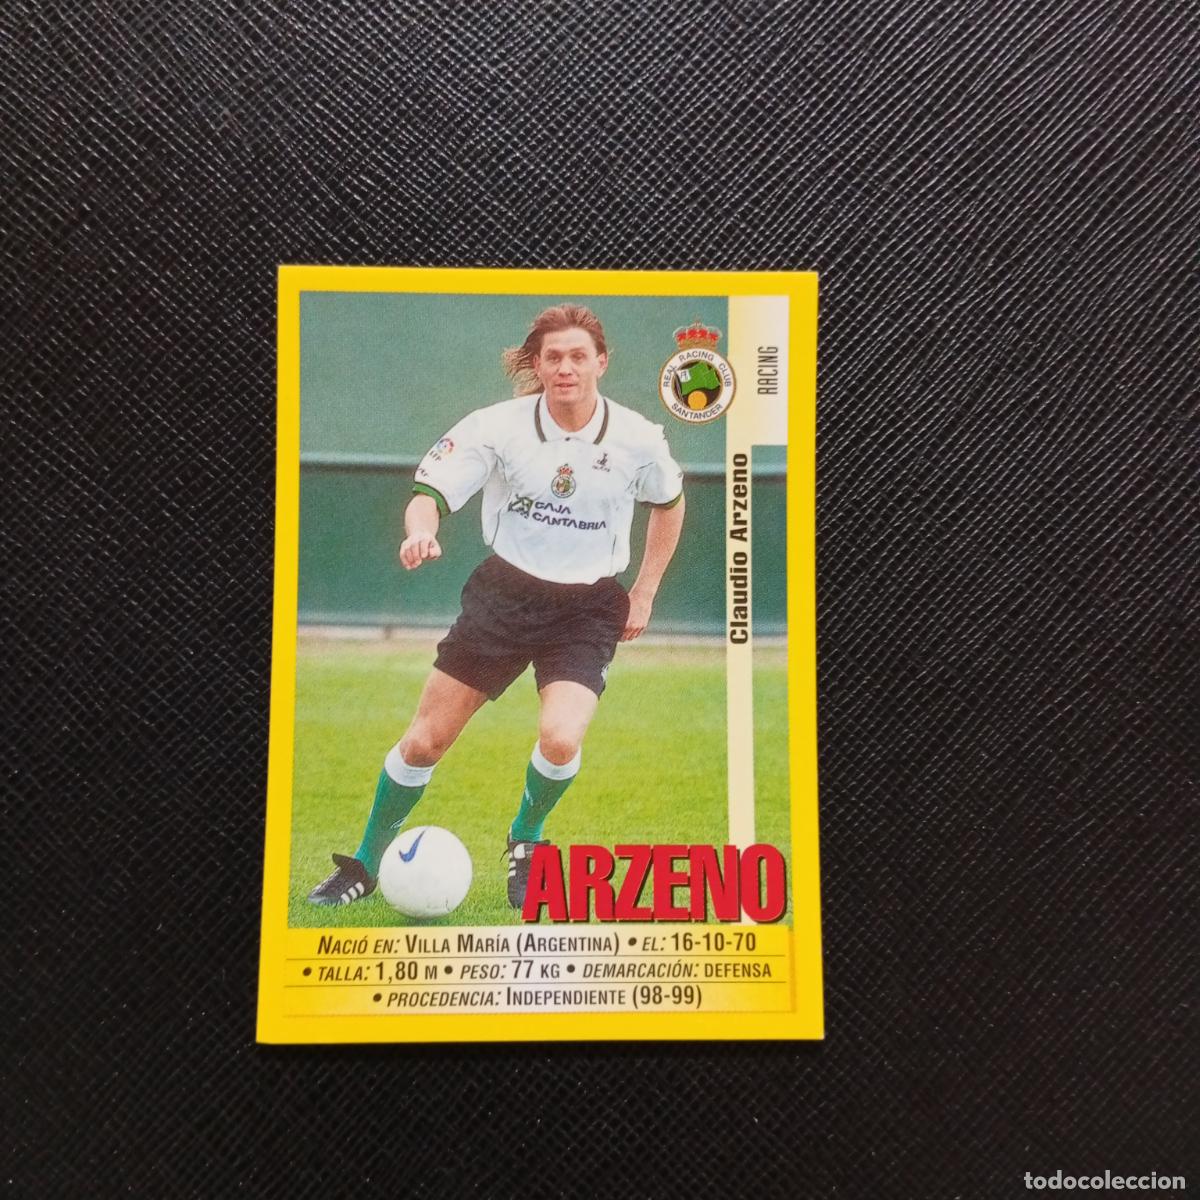 REAL RACING CLUB
SANTANDER
RACING
Claudio Arzeno
CAJA
CANTABRIA
ARZENO
NACIÓ EN: VILLA MARÍA (ARGENTINA) • EL: 16-10-70
• TALLA: 1,80 M • PESO: 77 KG • DEMARCACIÓN: DEFENSA
• PROCEDENCIA: INDEPENDIENTE (98-99)
todocoleccion